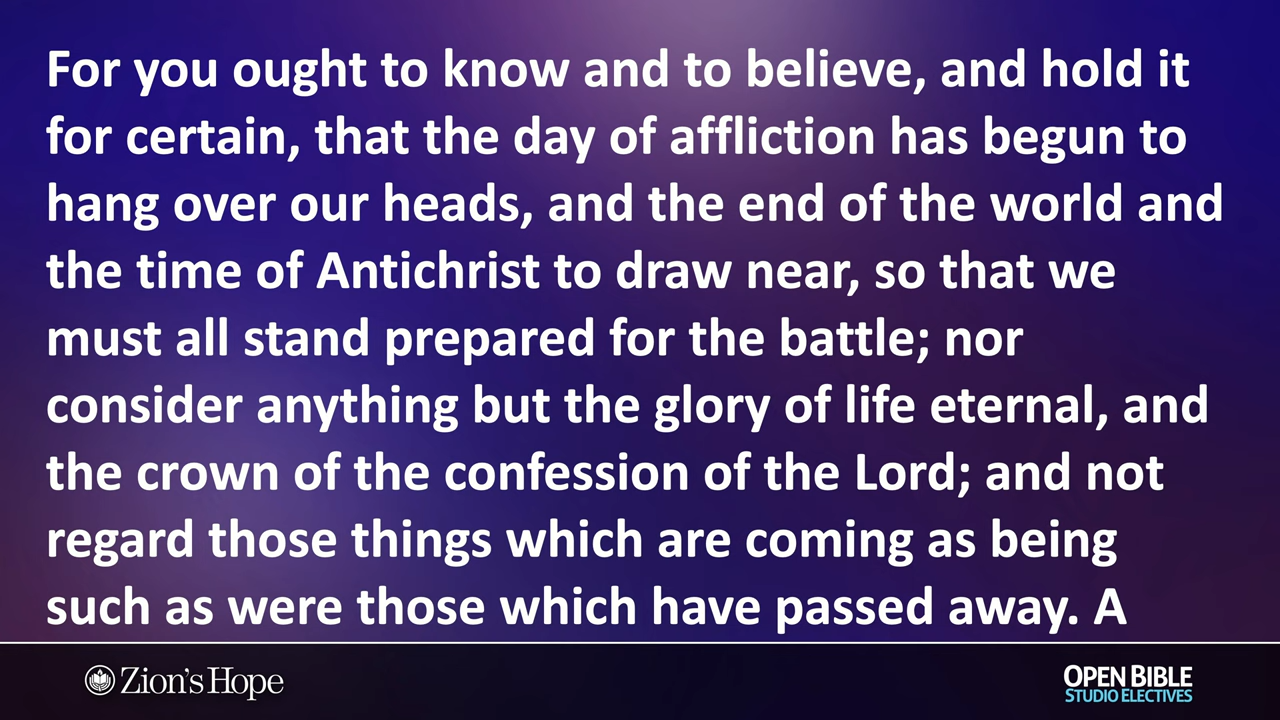 For you ought to know and to believe, and hold it
for certain, that the day of affliction has begun to
hang over our heads, and the end of the world and
the time of Antichrist to draw near, so that we
must all stand prepared for the battle; nor
consider anything but the glory of life eternal, and
the crown of the confession of the Lord; and not
regard those things which are coming as being
such as were those which have passed away. A
Zion's Hope
OPEN BIBLE
STUDIO ELECTIVES